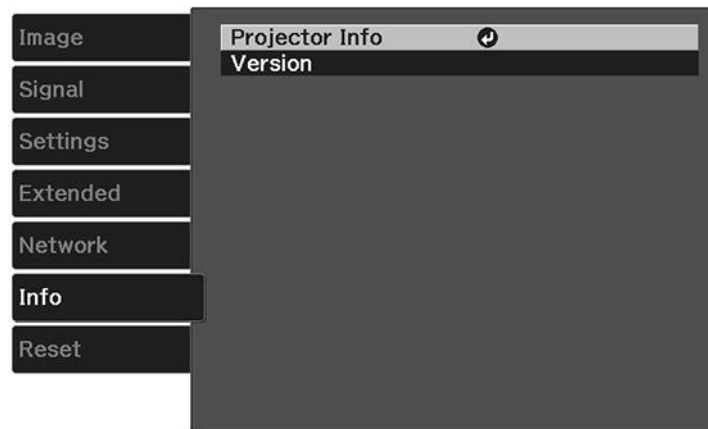 Image
Signal
Settings
Extended
Network
Info
Reset
Projector Info
Version